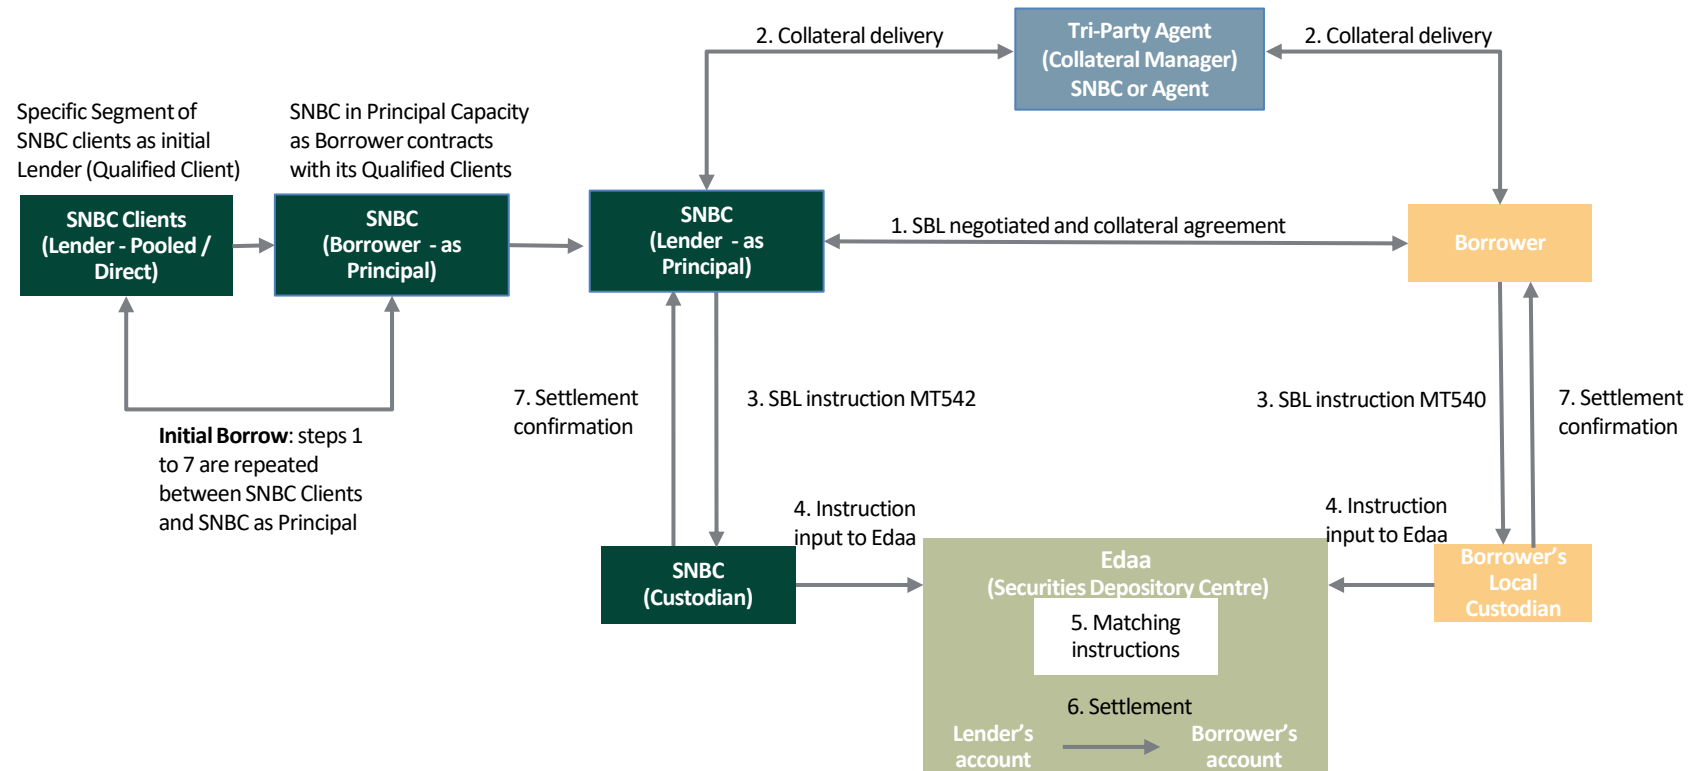 2. Collateral delivery
Tri-Party Agent
(Collateral Manager)
SNBC or Agent
2. Collateral delivery
Specific Segment of
SNBC clients as initial
Lender (Qualified Client)
SNBC in Principal Capacity
as Borrower contracts
with its Qualified Clients
SNBC Clients
(Lender - Pooled /
Direct)
SNBC
(Borrower - as
Principal)
SNBC
(Lender - as
Principal)
1. SBL negotiated and collateral agreement
Borrower
Initial Borrow: steps 1
to 7 are repeated
between SNBC Clients
and SNBC as Principal
7. Settlement
confirmation
3. SBL instruction MT542
3. SBL instruction MT540
7. Settlement
confirmation
4. Instruction
input to Edaa
4. Instruction
input to Edaa
SNBC
(Custodian)
Edaa
(Securities Depository Centre)
5. Matching
instructions
6. Settlement
Lender's
account
Borrower's
account
Borrower's
Local
Custodian